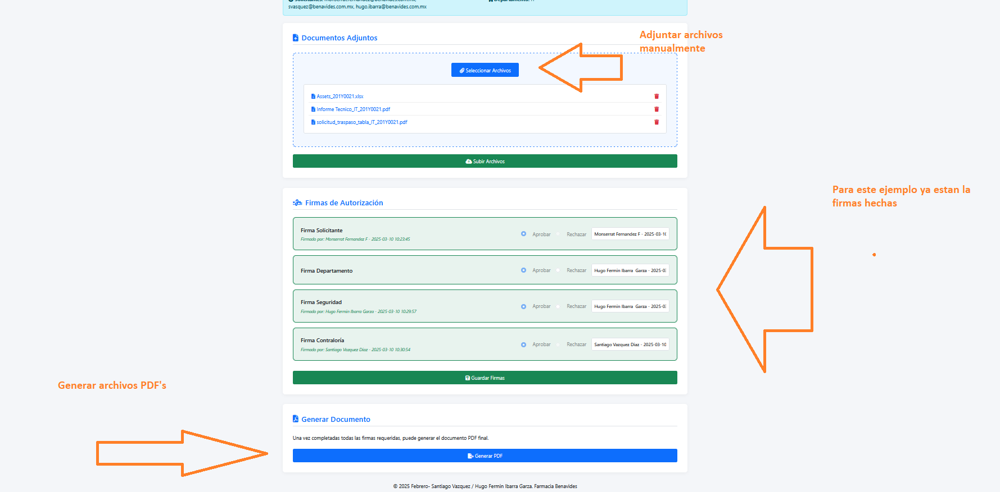 svasquez@benavides.com.mx, hugo.ibarra@benavides.com.mx
Documentos Adjuntos
Adjuntar archivos
manualmente
Seleccionar Archivos
Assets_201Y0021.xlsx
Informe Tecnico_IT_201Y0021.pdf
solicitud_traspaso_tabla_IT_201Y0021.pdf
Subir Archivos
Para este ejemplo ya estan la
firmas hechas
Firmas de Autorización
Firma Solicitante
Firmado por: Monserrat Fernandez F - 2025-03-10 10:23:45
Aprobar Rechazar Monserrat Fernandez F - 2025-03-10
Firma Departamento
Aprobar Rechazar Hugo Fermin Ibarra Garza - 2025-03
Firma Seguridad
Firmado por: Hugo Fermin Ibarra Garza - 2025-03-10 10:29:57
Aprobar Rechazar Hugo Fermin Ibarra Garza - 2025-03
Firma Contraloría
Firmado por: Santiago Vazquez Diaz - 2025-03-10 10:30:54
Aprobar Rechazar Santiago Vazquez Diaz - 2025-03-10
Guardar Firmas
Generar archivos PDF's
Generar Documento
Una vez completadas todas las firmas requeridas, puede generar el documento PDF final.
Generar PDF
© 2025 Febrero- Santiago Vazquez / Hugo Fermin Ibarra Garza. Farmacia Benavides